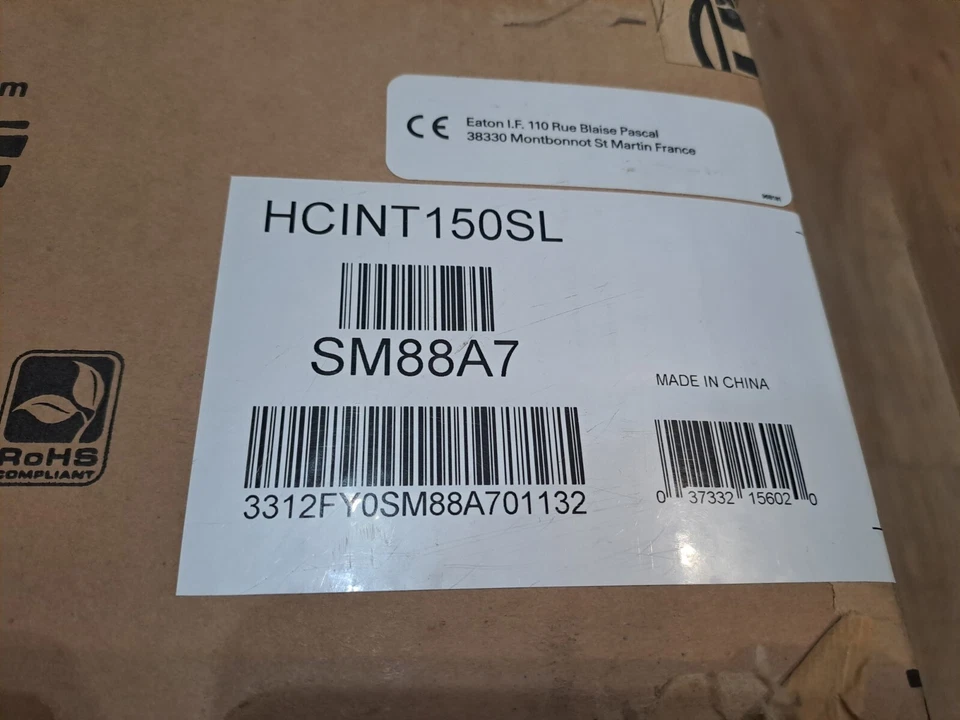 m
CE Eaton I.F. 110 Rue Blaise Pascal
38330 Montbonnot St Martin France
HCINT150SL
SM88A7
MADE IN CHINA
3312FY0SM88A701132
0 37332 15602 0
RoHS
COMPLIANT